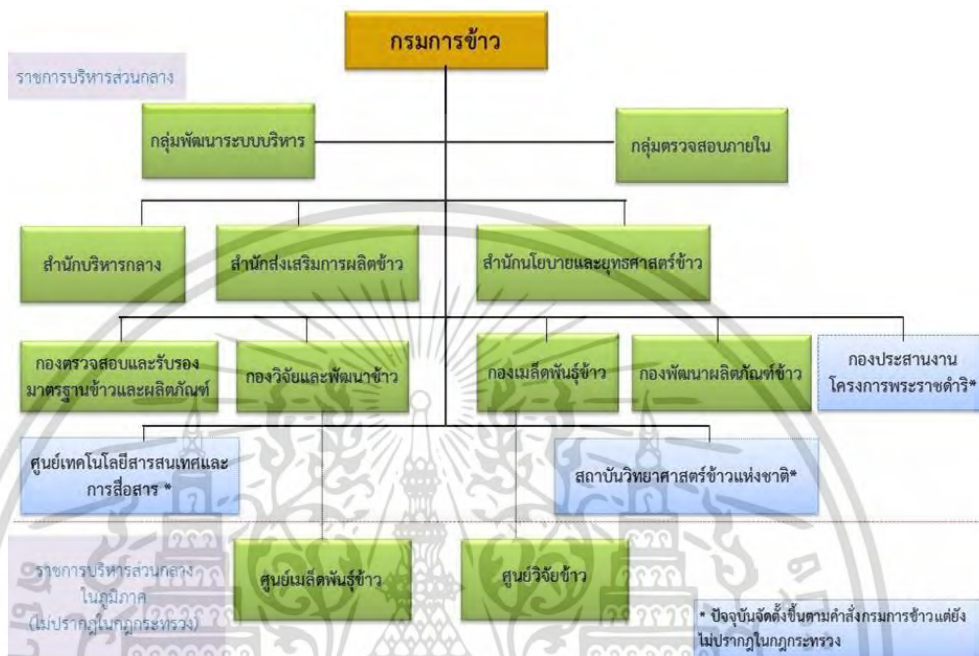 กรมการข้าว
ราชการบริหารส่วนกลาง
กลุ่มพัฒนาระบบบริหาร
กลุ่มตรวจสอบภายใน
สำนักบริหารกลาง
สำนักส่งเสริมการผลิตข้าว
สำนักนโยบายและยุทธศาสตร์ข้าว
กองตรวจสอบและรับรอง
มาตรฐานข้าวและผลิตภัณฑ์
กองวิจัยและพัฒนาข้าว
กองเมล็ดพันธุ์ข้าว
กองพัฒนาผลิตภัณฑ์ข้าว
กองประสานงาน
โครงการพระราชดำริ*
ศูนย์เทคโนโลยีสารสนเทศและ
การสื่อสาร *
สถาบันวิทยาศาสตร์ข้าวแห่งชาติ*
ราชการบริหารส่วนกลาง
ในภูมิภาค
(ไม่ปรากฏในกฎกระทรวง)
ศูนย์เมล็ดพันธุ์ข้าว
ศูนย์วิจัยข้าว
* ปัจจุบันจัดตั้งขึ้นตามคำสั่งกรมการข้าวแต่ยัง
ไม่ปรากฏในกฎกระทรวง